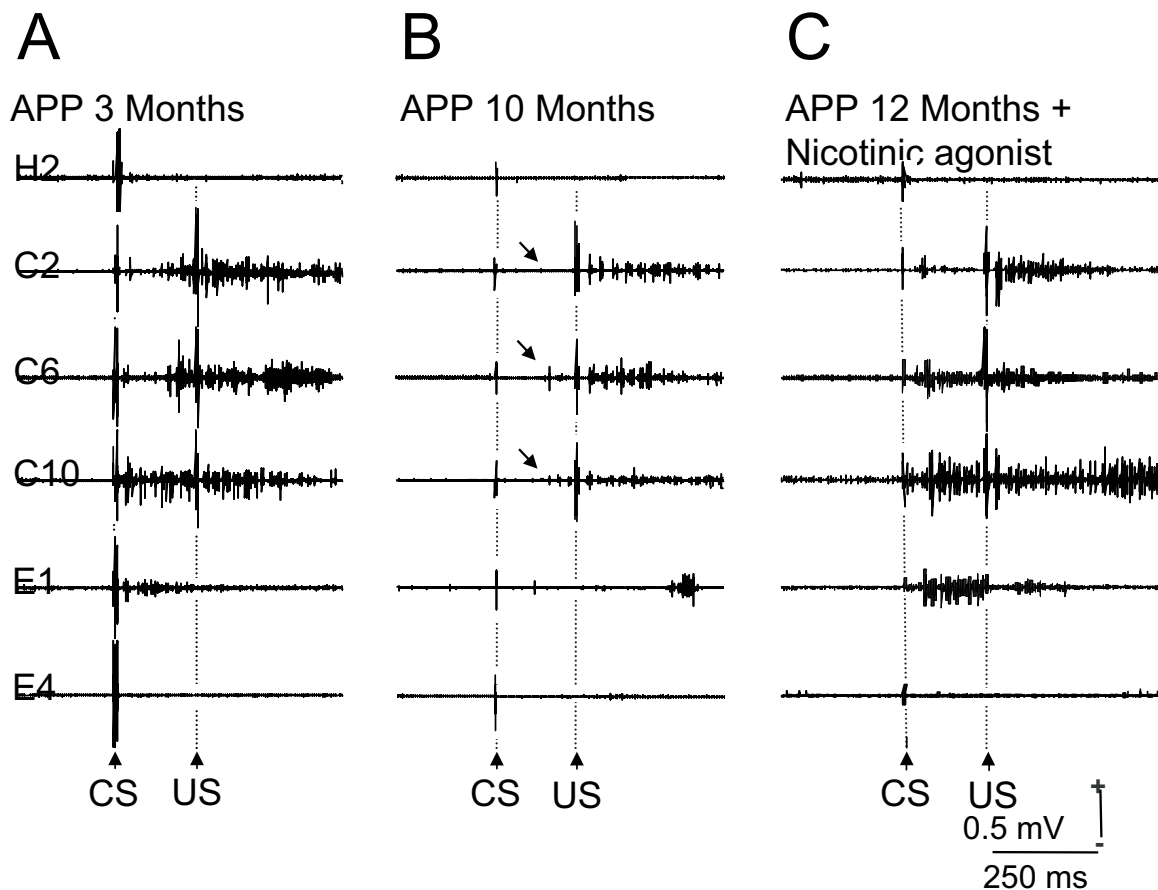 A
B
C
APP 3 Months
APP 10 Months
APP 12 Months +
Nicotinic agonist
H2
C2
C6
C10
E1
E4
CS
US
CS
US
CS
US
+
0.5 mV
-
250 ms